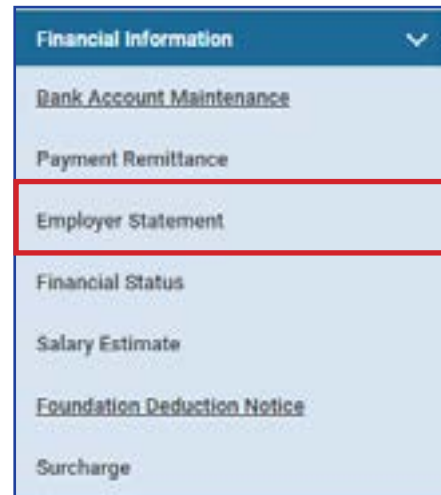 Financial Information
Bank Account Maintenance
Payment Remittance
Employer Statement
Financial Status
Salary Estimate
Foundation Deduction Notice
Surcharge